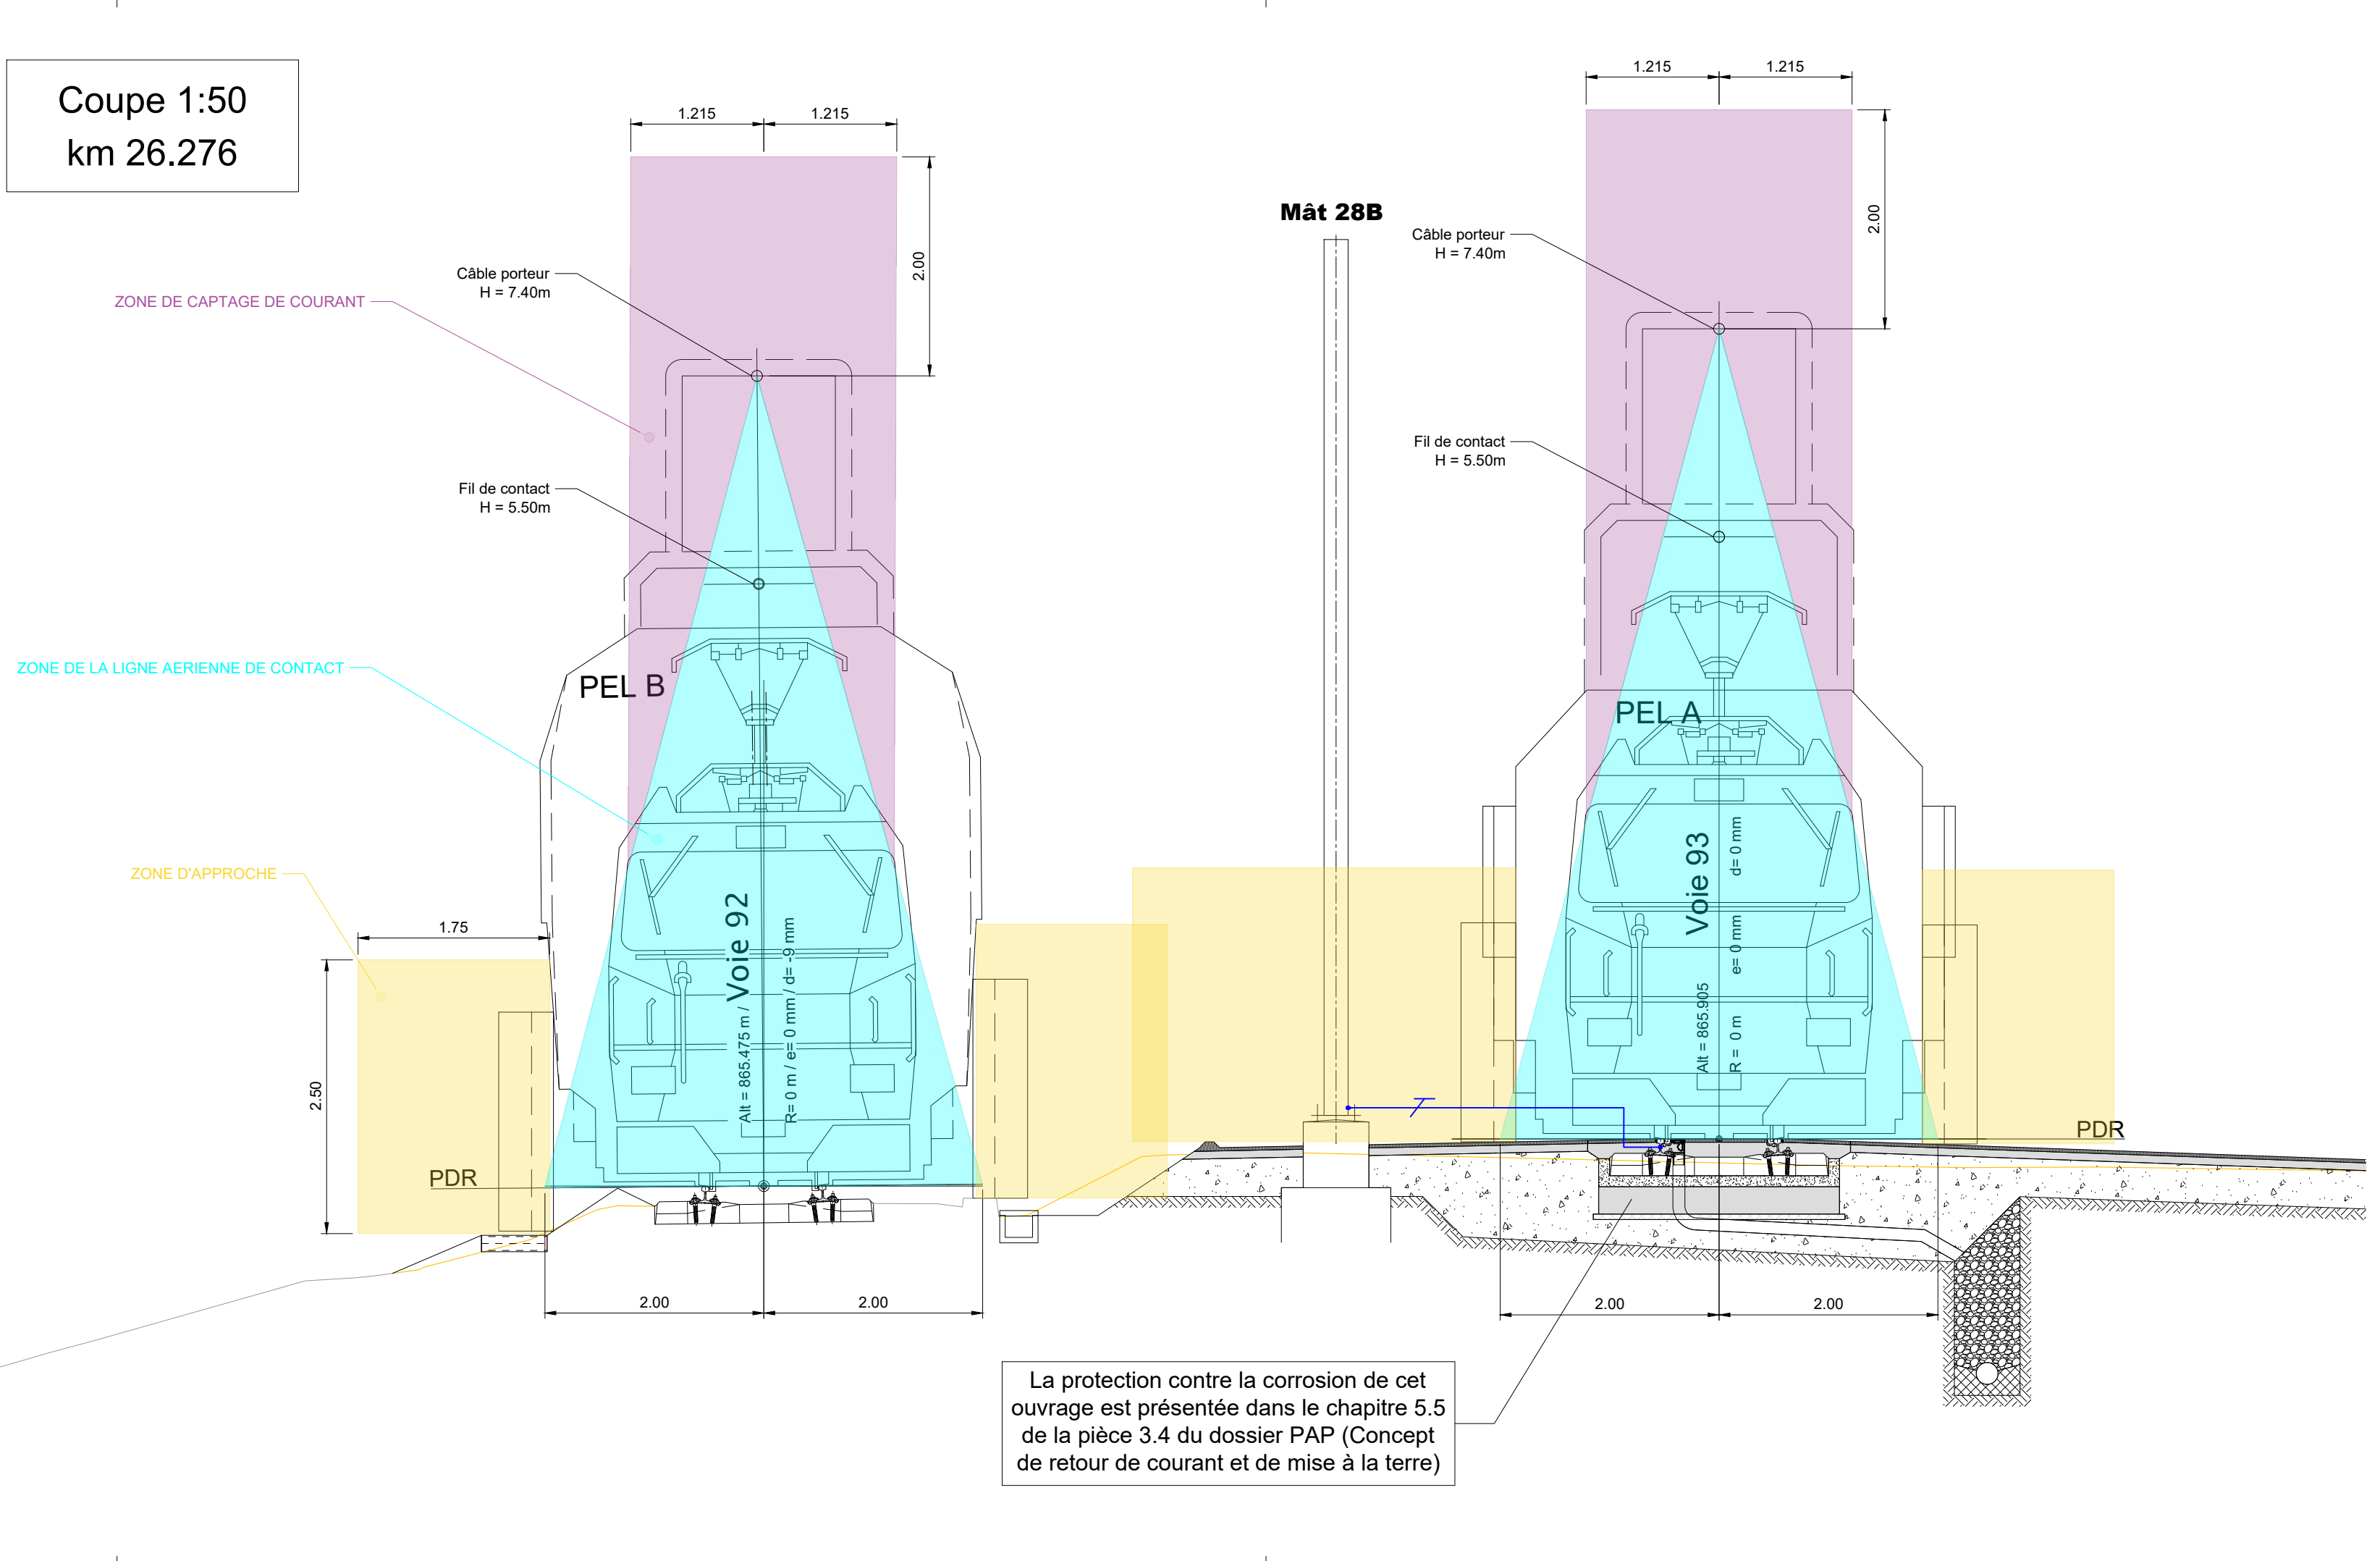 Coupe 1:50
km 26.276
1.215
1.215
1.215
1.215
2.00
2.00
Mât 28B
Câble porteur
H = 7.40m
Câble porteur
H = 7.40m
ZONE DE CAPTAGE DE COURANT
Fil de contact
H = 5.50m
Fil de contact
H = 5.50m
ZONE DE LA LIGNE AERIENNE DE CONTACT
PEL B
PEL A
ZONE D'APPROCHE
1.75
2.50
Voie 92
Alt = 865.475 m /
R= 0 m / e= 0 mm / d= -9 mm
Voie 93
Alt = 865.905
R = 0 m e= 0 mm d= 0 mm
PDR
PDR
2.00
2.00
2.00
2.00
La protection contre la corrosion de cet
ouvrage est présentée dans le chapitre 5.5
de la pièce 3.4 du dossier PAP (Concept
de retour de courant et de mise à la terre)